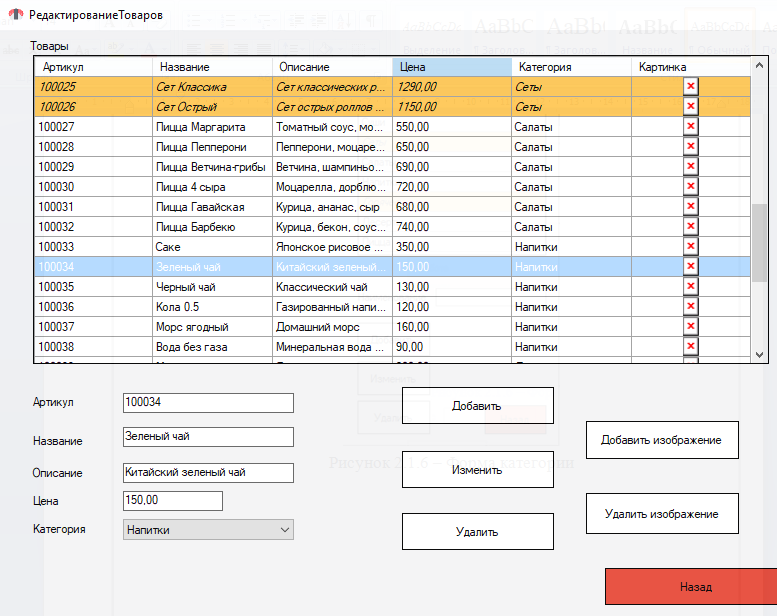 РедактированиеТоваров
Товары
Артикул Название Описание Цена Категория Картинка
100025 Сет Классика Сет классических р... 1290,00 Сеты
100026 Сет Острый Сет острых роллов ... 1150,00 Сеты
100027 Пицца Маргарита Томатный соус, мо... 550,00 Салаты
100028 Пицца Пепперони Пепперони, моцаре... 650,00 Салаты
100029 Пицца Ветчина-грибы Ветчина, шампиньо... 690,00 Салаты
100030 Пицца 4 сыра Моцарелла, дорблю... 720,00 Салаты
100031 Пицца Гавайская Курица, ананас, сыр 680,00 Салаты
100032 Пицца Барбекю Курица, бекон, соус... 740,00 Салаты
100033 Саке Японское рисовое ... 350,00 Напитки
100034 Зеленый чай Китайский зеленый... 150,00 Напитки
100035 Черный чай Классический чай 130,00 Напитки
100036 Кола 0.5 Газированный напи... 120,00 Напитки
100037 Морс ягодный Домашний морс 160,00 Напитки
100038 Вода без газа Минеральная вода ... 90,00 Напитки
Артикул 100034
Название Зеленый чай
Описание Китайский зеленый чай
Цена 150,00
Категория Напитки
Добавить
Изменить
Удалить
Добавить изображение
Удалить изображение
Назад